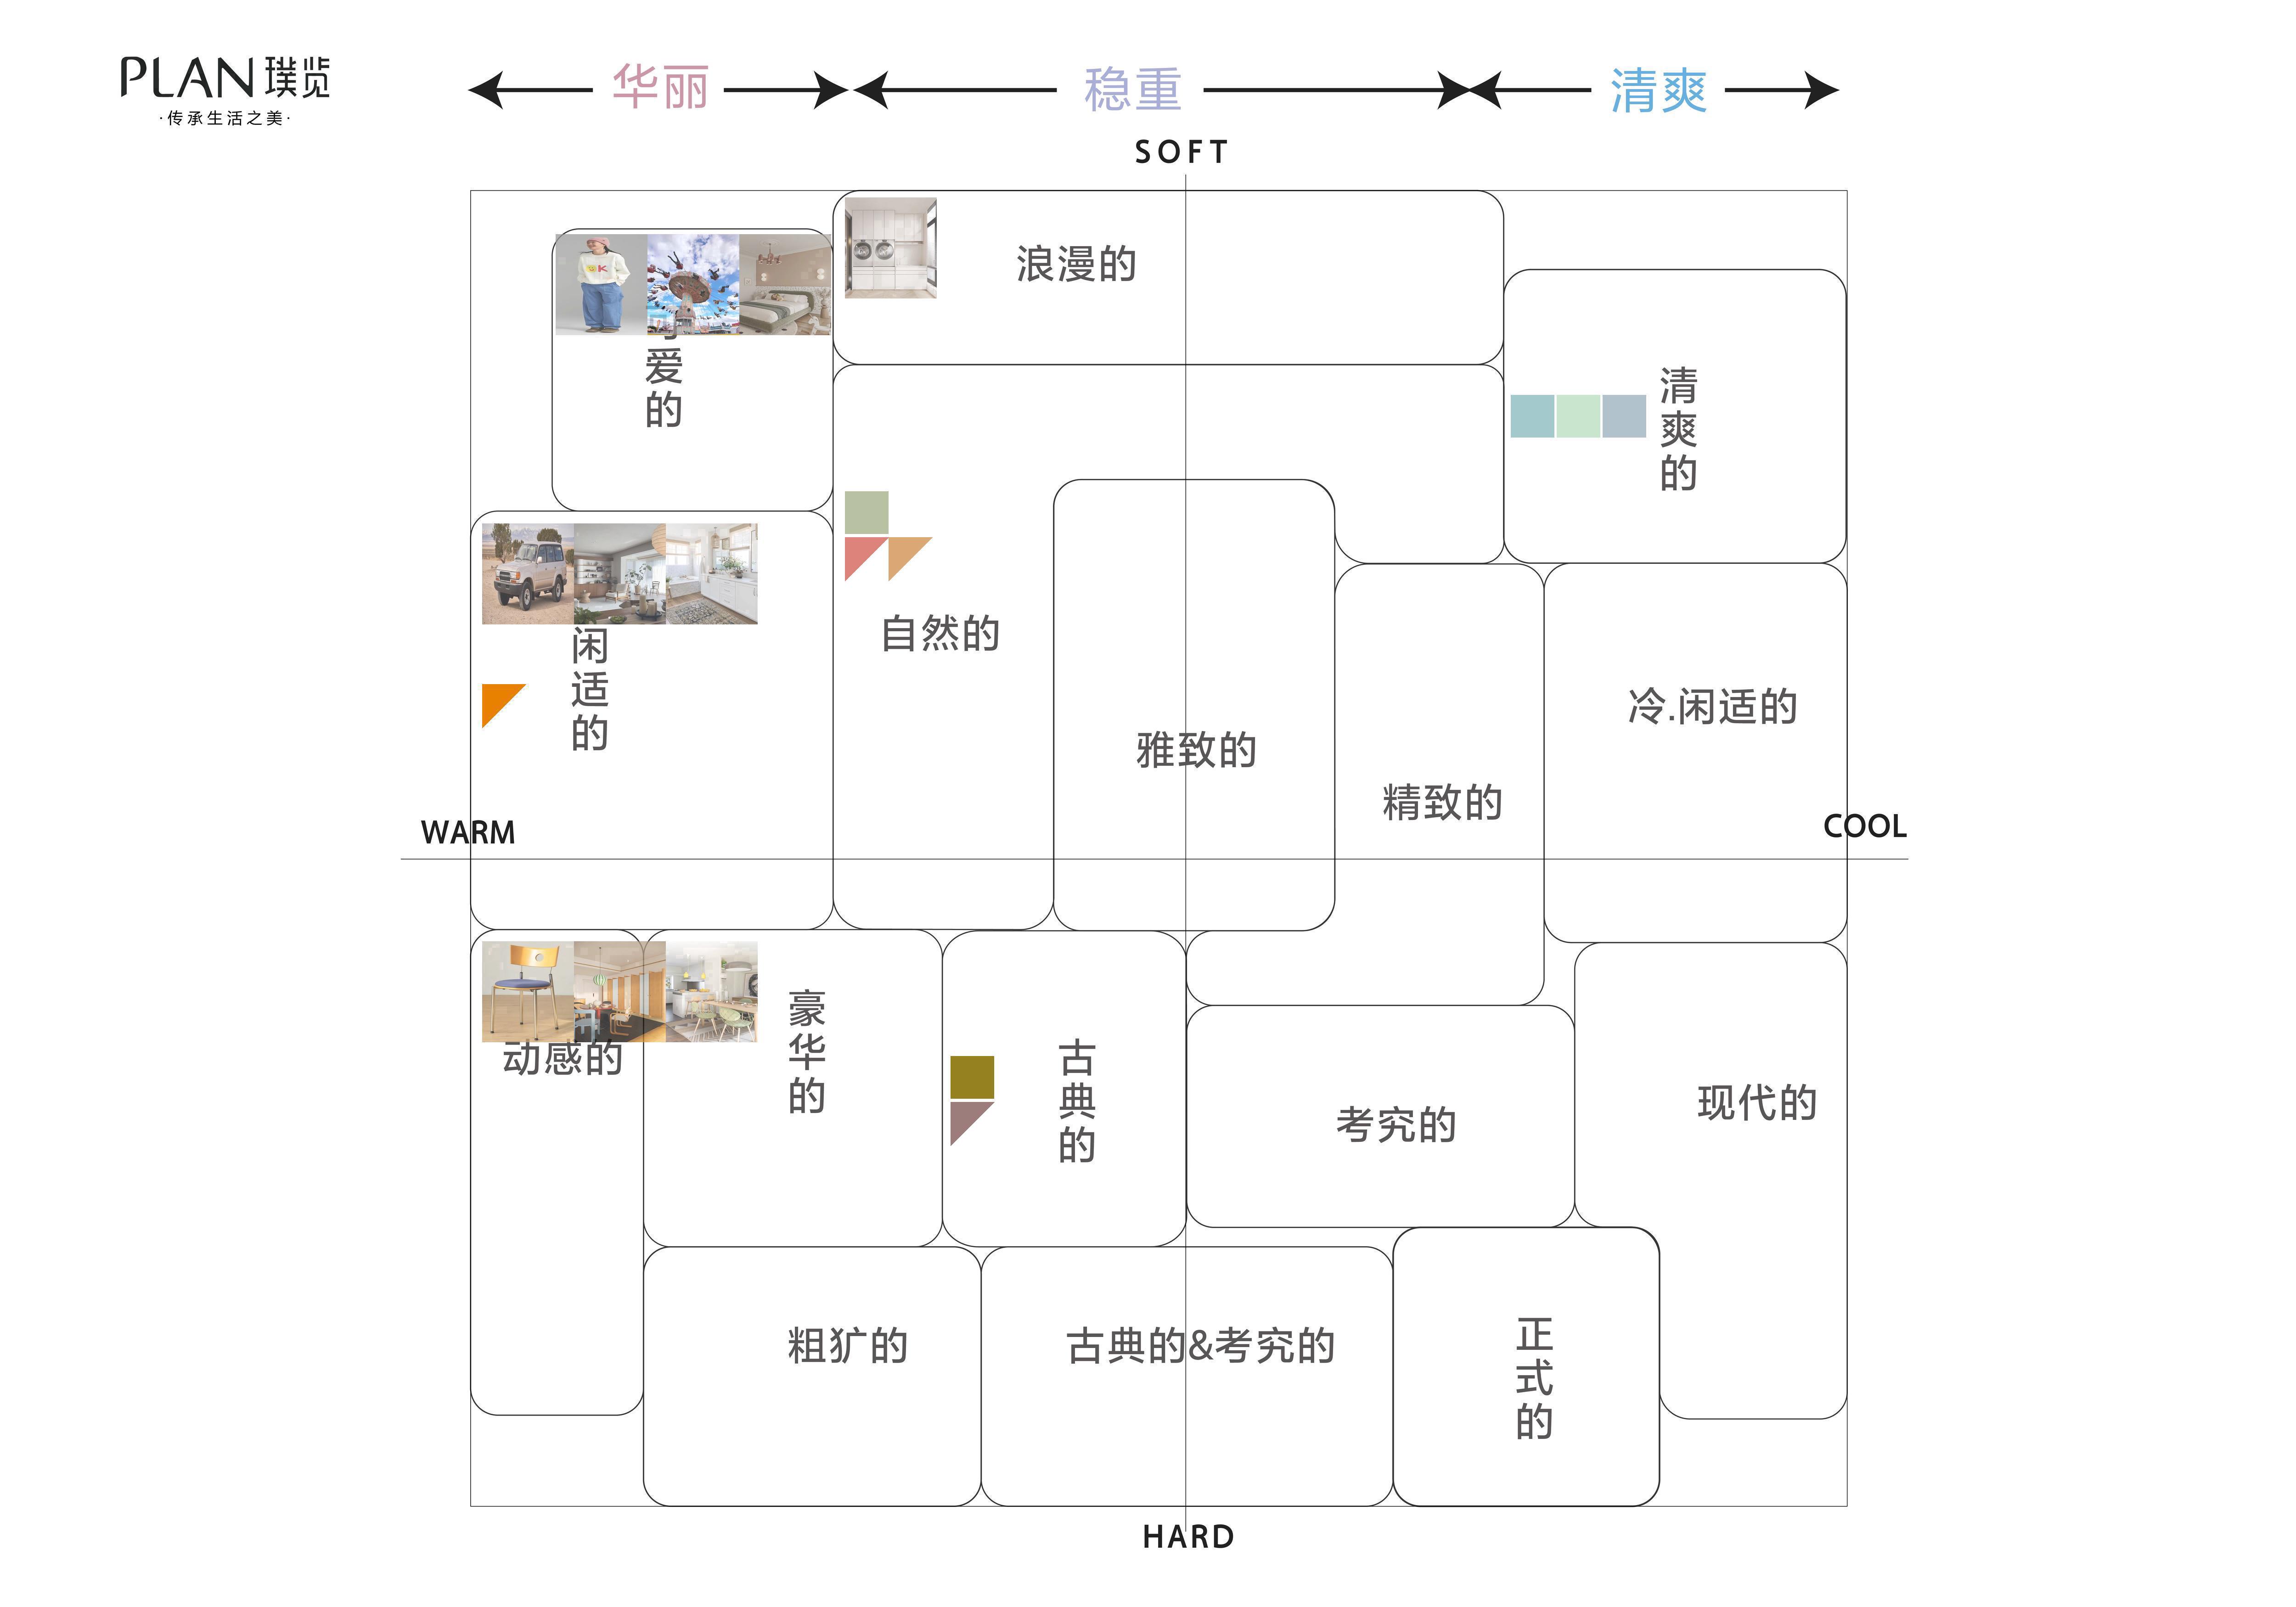 PLAN 璞览
·传承生活之美·
华丽
稳重
清爽
SOFT
浪漫的
爱的
清爽的
闲适的
自然的
冷.闲适的
雅致的
精致的
WARM
COOL
动感的
豪华的
古典的
考究的
现代的
粗犷的
古典的&考究的
正式的
HARD